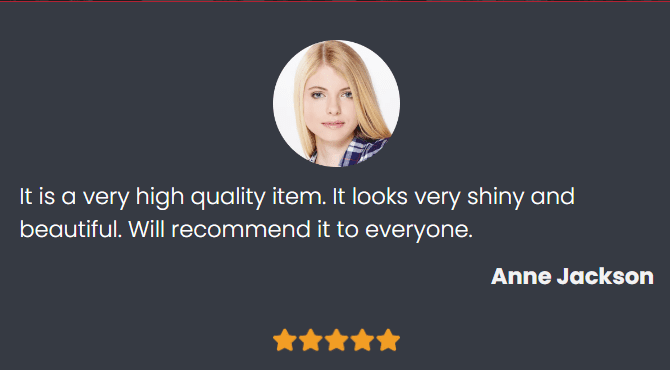 It is a very high quality item. It looks very shiny and
beautiful. Will recommend it to everyone.
Anne Jackson